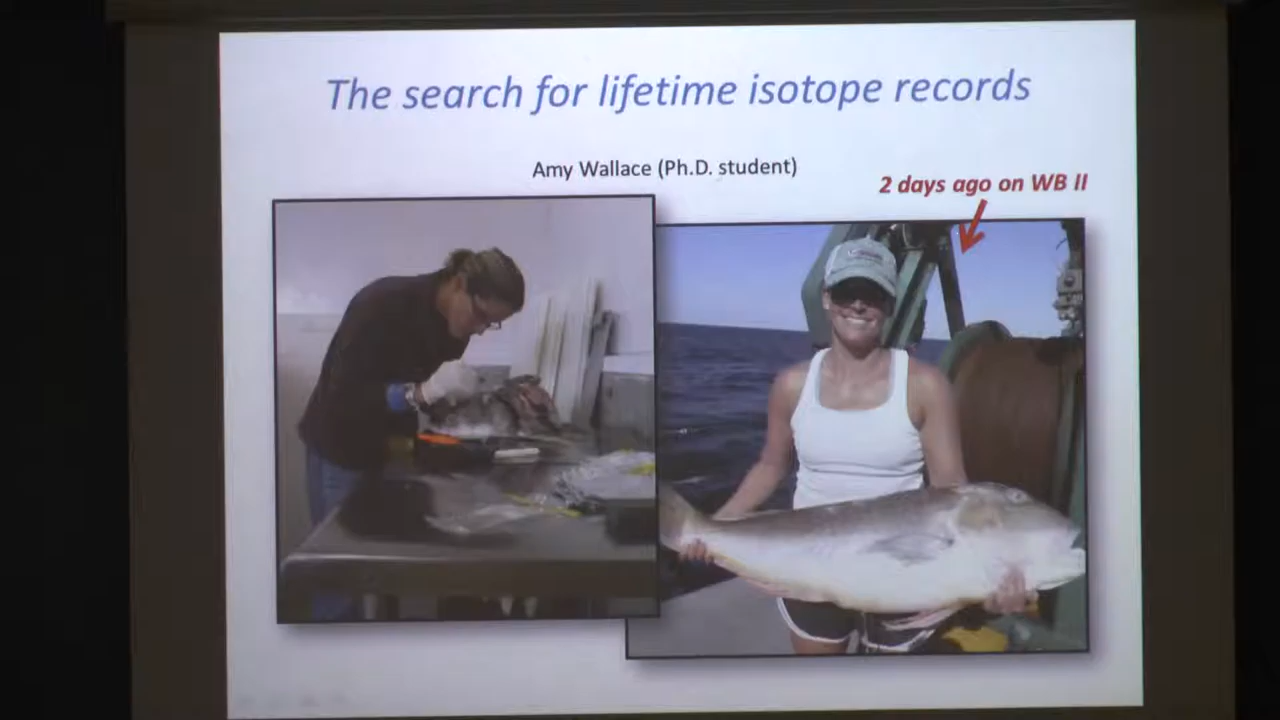 The search for lifetime isotope records
Amy Wallace (Ph.D. student)
2 days ago on WB II